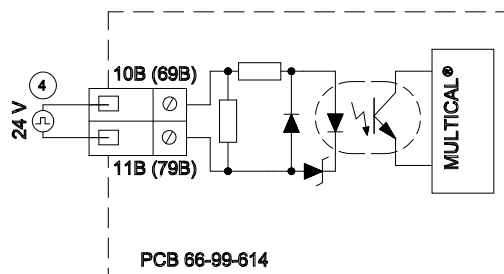 10B (69B)
4
24 V
11B (79B)
MULTICAL®
PCB 66-99-614